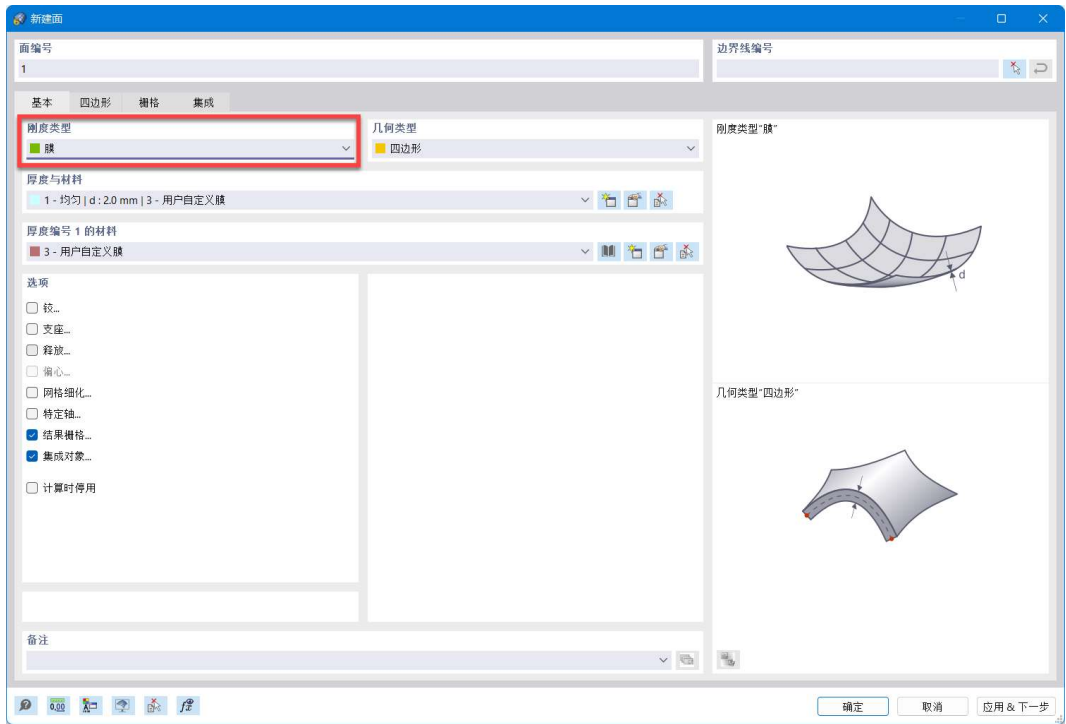 新建面
面编号
1
边界线编号
基本 四边形 栅格 集成
刚度类型
膜
几何类型
四边形
厚度与材料
1 - 均匀 | d : 2.0 mm | 3 - 用户自定义膜
厚度编号 1 的材料
3 - 用户自定义膜
选项
铰...
支座...
释放...
偏心...
网格细化...
特定轴...
结果栅格...
集成对象...
计算时停用
备注
刚度类型"膜"
d
几何类型"四边形"
0,00
确定 取消 应用 & 下一步